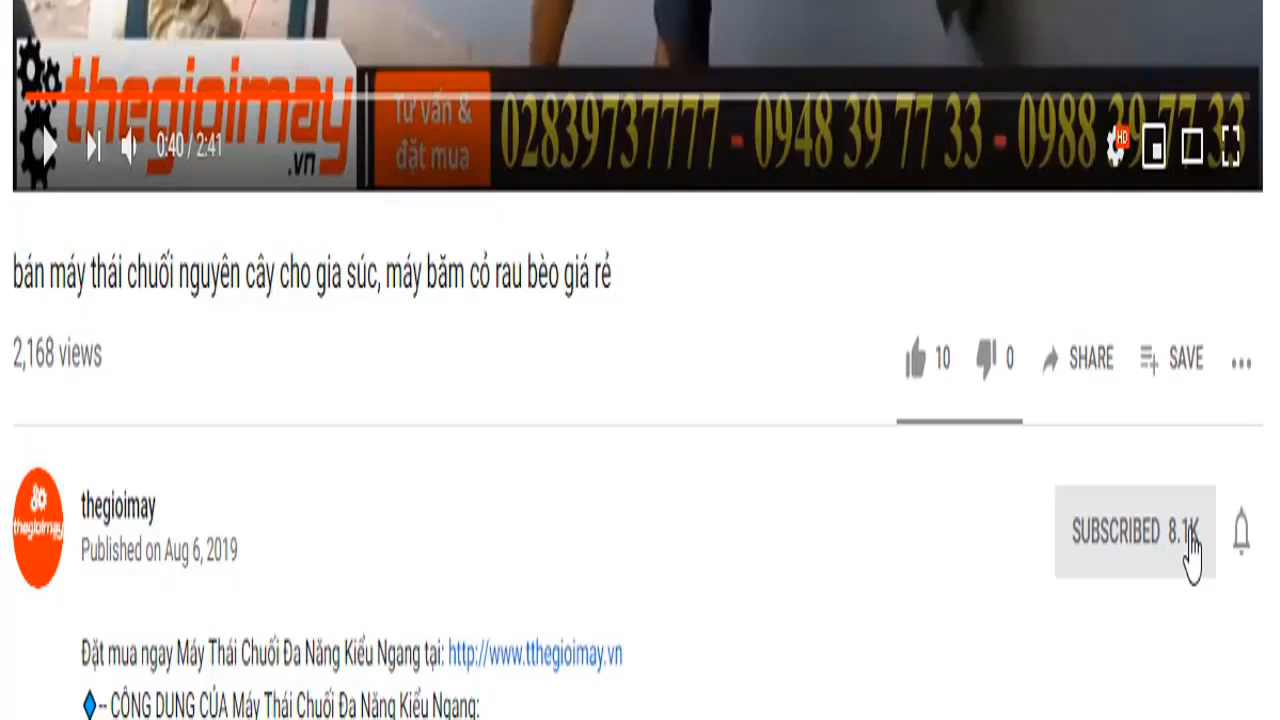 thegioimay
.vn
Tư vấn &
đặt mua
02839737777 - 0948 39 77 33 - 0988 39 77 33
HD
0:40 / 2:41
bán máy thái chuối nguyên cây cho gia súc, máy băm cỏ rau bèo giá rẻ
2,168 views
10 0 SHARE SAVE
thegioimay
thegioimay
Published on Aug 6, 2019
SUBSCRIBED 8.1K
Đặt mua ngay Máy Thái Chuối Đa Năng Kiểu Ngang tại: http://www.tthegioimay.vn
-- CÔNG DỤNG CỦA Máy Thái Chuối Đa Năng Kiểu Ngang: